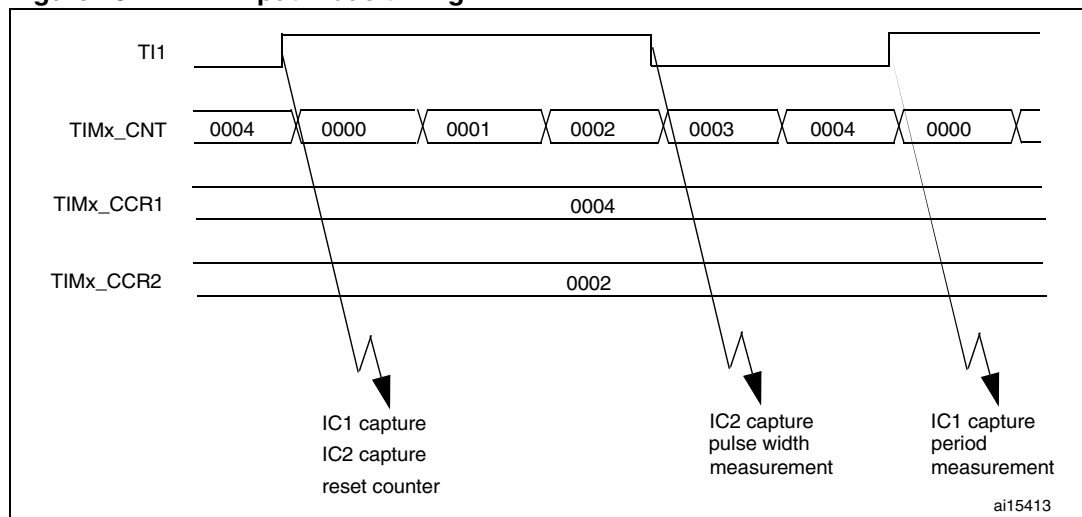 TI1
TIMx_CNT 0004 0000 0001 0002 0003 0004 0000
TIMx_CCR1 0004
TIMx_CCR2 0002
IC1 capture
IC2 capture
reset counter
IC2 capture
pulse width
measurement
IC1 capture
period
measurement
ai15413